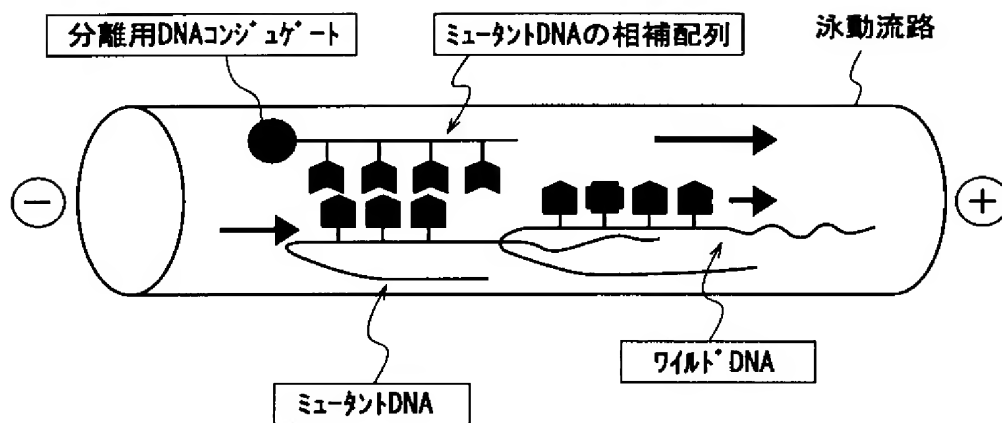 分離用DNAコンジュゲート
ミュータントDNAの相補配列
泳動流路
−
+
ワイルドDNA
ミュータントDNA